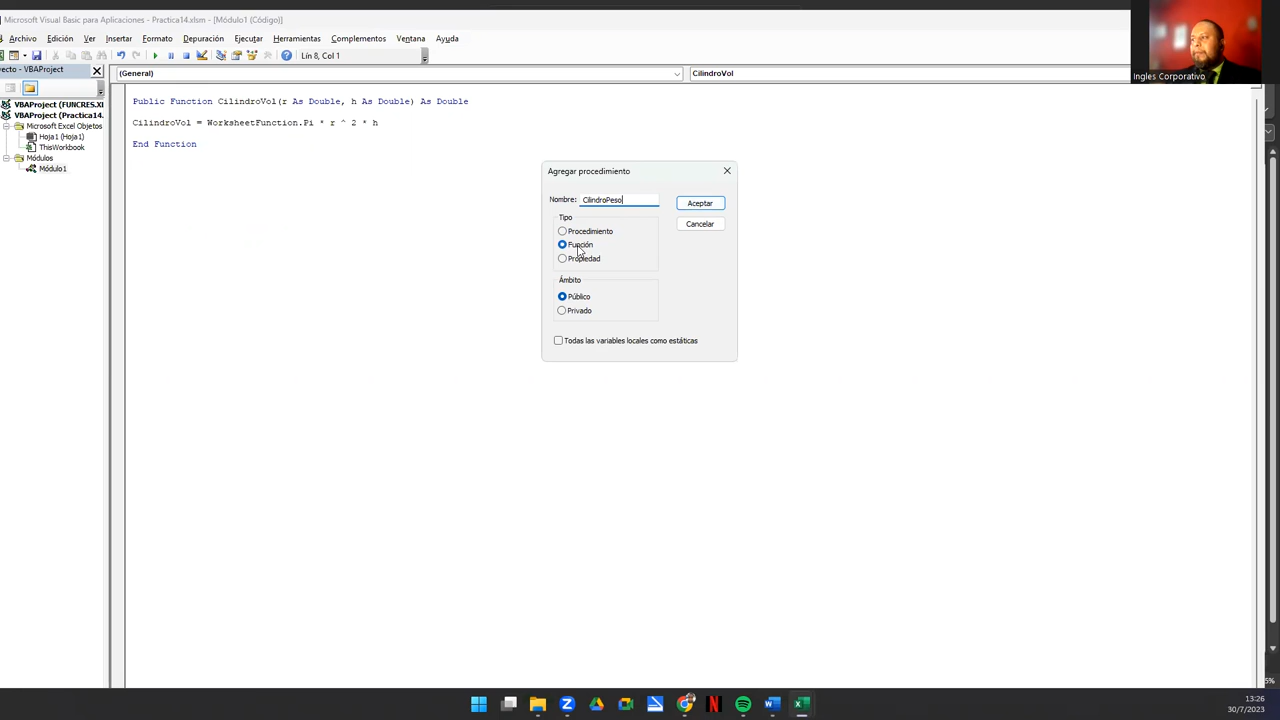 Microsoft Visual Basic para Aplicaciones - Practica14.xlsm - [Módulo1 (Código)]
Archivo Edición Ver Insertar Formato Depuración Ejecutar Herramientas Complementos Ventana Ayuda
Lín 8, Col 1
Ingles Corporativo
yecto - VBAProject
(General)
CilindroVol
VBAProject (FUNCRES.XL
VBAProject (Practica14.
Microsoft Excel Objetos
Hoja1 (Hoja1)
ThisWorkbook
Módulos
Módulo1
Public Function CilindroVol(r As Double, h As Double) As Double
CilindroVol = WorksheetFunction.Pi * r ^ 2 * h
End Function
Agregar procedimiento
Nombre: CilindroPeso
Aceptar
Cancelar
Tipo
Procedimiento
Función
Propiedad
Ámbito
Público
Privado
Todas las variables locales como estáticas
5%
13:26
30/7/2023